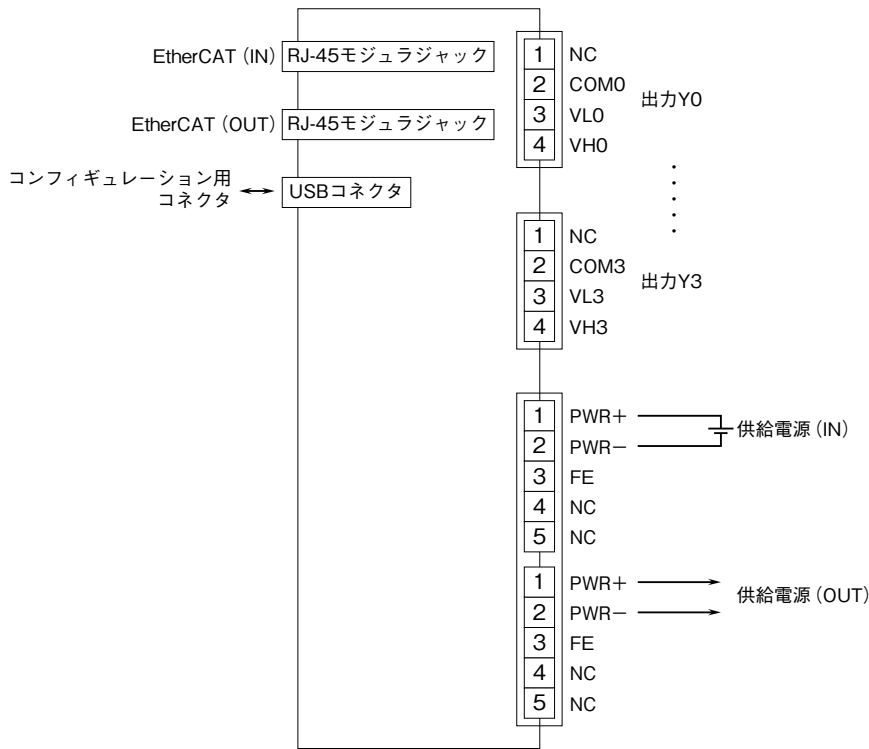 EtherCAT（IN） RJ-45モジュラジャック
EtherCAT（OUT） RJ-45モジュラジャック
コンフィギュレーション用
コネクタ
USBコネクタ
1 NC
2 COM0
3 VL0
4 VH0
出力Y0
1 NC
2 COM3
3 VL3
4 VH3
出力Y3
1 PWR＋
2 PWR－
3 FE
4 NC
5 NC
供給電源（IN）
1 PWR＋
2 PWR－
3 FE
4 NC
5 NC
供給電源（OUT）